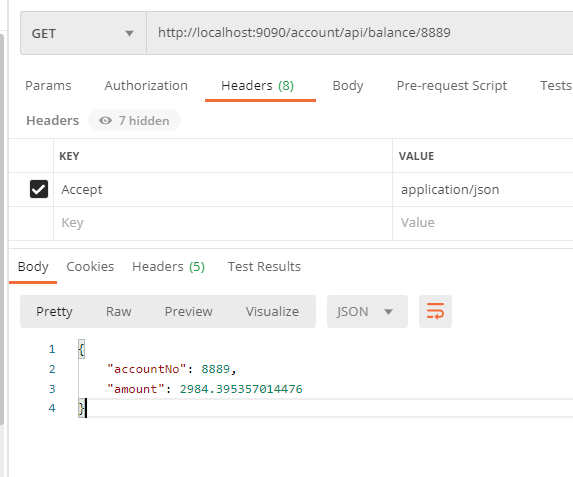 GET http://localhost:9090/account/api/balance/8889
Params Authorization Headers (8) Body Pre-request Script Tests
Headers 7 hidden
KEY VALUE
Accept application/json
Key Value
Body Cookies Headers (5) Test Results
Pretty Raw Preview Visualize JSON
1 {
2 "accountNo": 8889,
3 "amount": 2984.395357014476
4 }